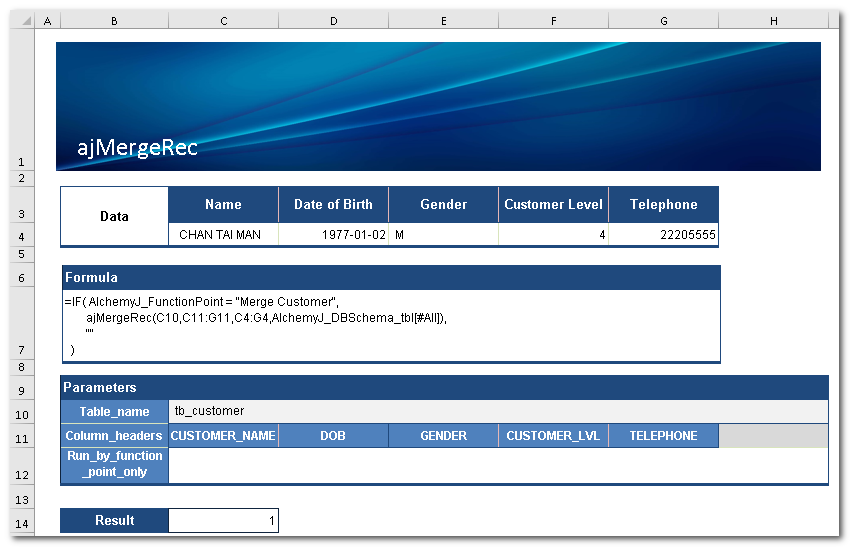 A B C D E F G H
1 ajMergeRec
2
3 Data Name Date of Birth Gender Customer Level Telephone
4 CHAN TAI MAN 1977-01-02 M 4 22205555
5
6 Formula
=IF( AlchemyJ_FunctionPoint = "Merge Customer",
ajMergeRec(C10,C11:G11,C4:G4,AlchemyJ_DBSchema_tbl[#All]),
""
7 )
8
9 Parameters
10 Table_name tb_customer
11 Column_headers CUSTOMER_NAME DOB GENDER CUSTOMER_LVL TELEPHONE
Run_by_function
12 _point_only
13
14 Result 1